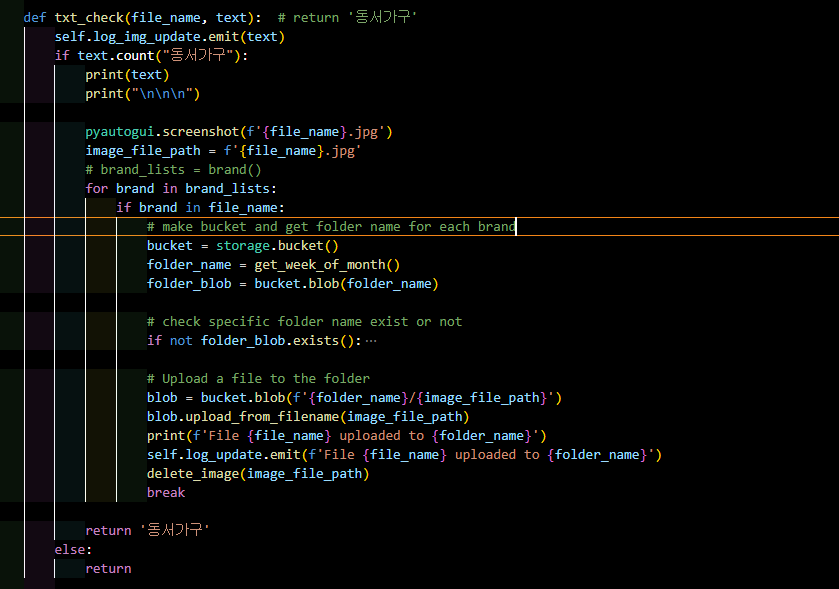 def txt_check(file_name, text):  # return '동서가구'
    self.log_img_update.emit(text)
    if text.count("동서가구"):
        print(text)
        print("\n\n\n")

        pyautogui.screenshot(f'{file_name}.jpg')
        image_file_path = f'{file_name}.jpg'
        # brand_lists = brand()
        for brand in brand_lists:
            if brand in file_name:
                # make bucket and get folder name for each brand
                bucket = storage.bucket()
                folder_name = get_week_of_month()
                folder_blob = bucket.blob(folder_name)

                # check specific folder name exist or not
                if not folder_blob.exists(): ⋯

                # Upload a file to the folder
                blob = bucket.blob(f'{folder_name}/{image_file_path}')
                blob.upload_from_filename(image_file_path)
                print(f'File {file_name} uploaded to {folder_name}')
                self.log_update.emit(f'File {file_name} uploaded to {folder_name}')
                delete_image(image_file_path)
                break

        return '동서가구'
    else:
        return